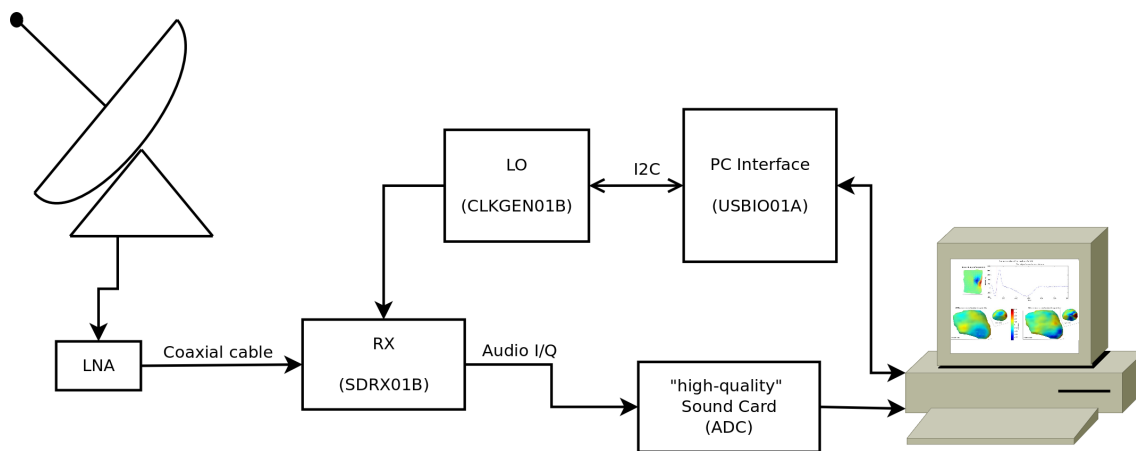 LO
(CLKGEN01B)
I2C
PC Interface
(USBIO01A)
LNA
Coaxial cable
RX
(SDRX01B)
Audio I/Q
"high-quality"
Sound Card
(ADC)